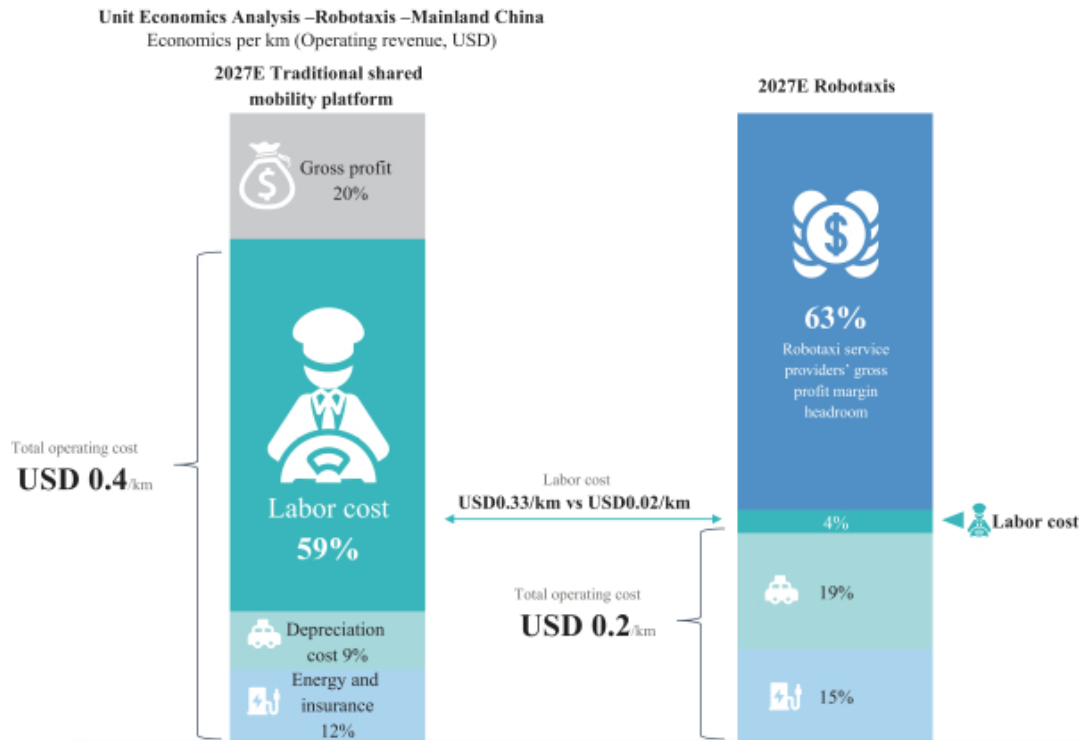 Unit Economics Analysis –Robotaxis –Mainland China
Economics per km (Operating revenue, USD)
2027E Traditional shared
mobility platform
Gross profit
20%
Total operating cost
USD 0.4/km
Labor cost
59%
Depreciation
cost 9%
Energy and
insurance
12%
Labor cost
USD0.33/km vs USD0.02/km
2027E Robotaxis
63%
Robotaxi service
providers' gross
profit margin
headroom
4%
Labor cost
Total operating cost
USD 0.2/km
19%
15%